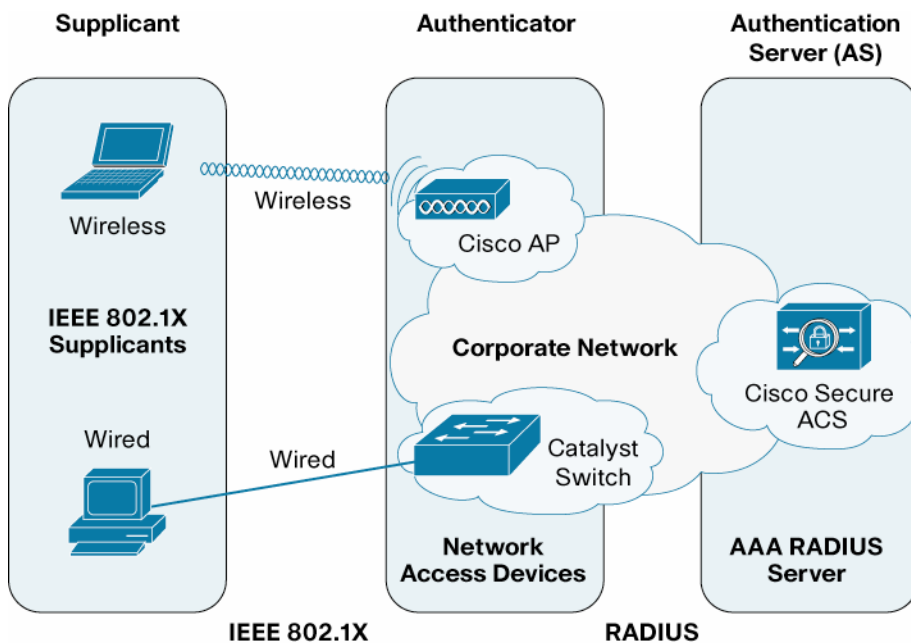 Supplicant
Authenticator
Authentication
Server (AS)
Wireless
Wireless
Cisco AP
IEEE 802.1X
Supplicants
Corporate Network
Cisco Secure
ACS
Wired
Wired
Catalyst
Switch
Network
Access Devices
AAA RADIUS
Server
IEEE 802.1X
RADIUS